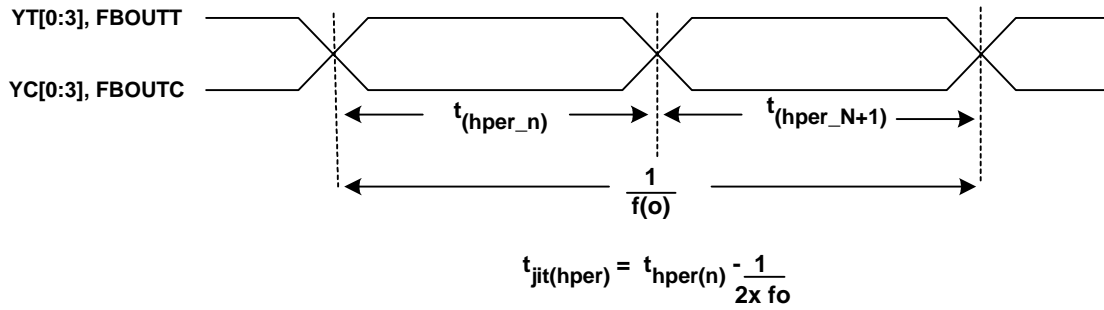 YT[0:3], FBOUTT
YC[0:3], FBOUTC
t(hper_n)
t(hper_N+1)
1
f(o)
tjit(hper) = thper(n) - 1
2x fo